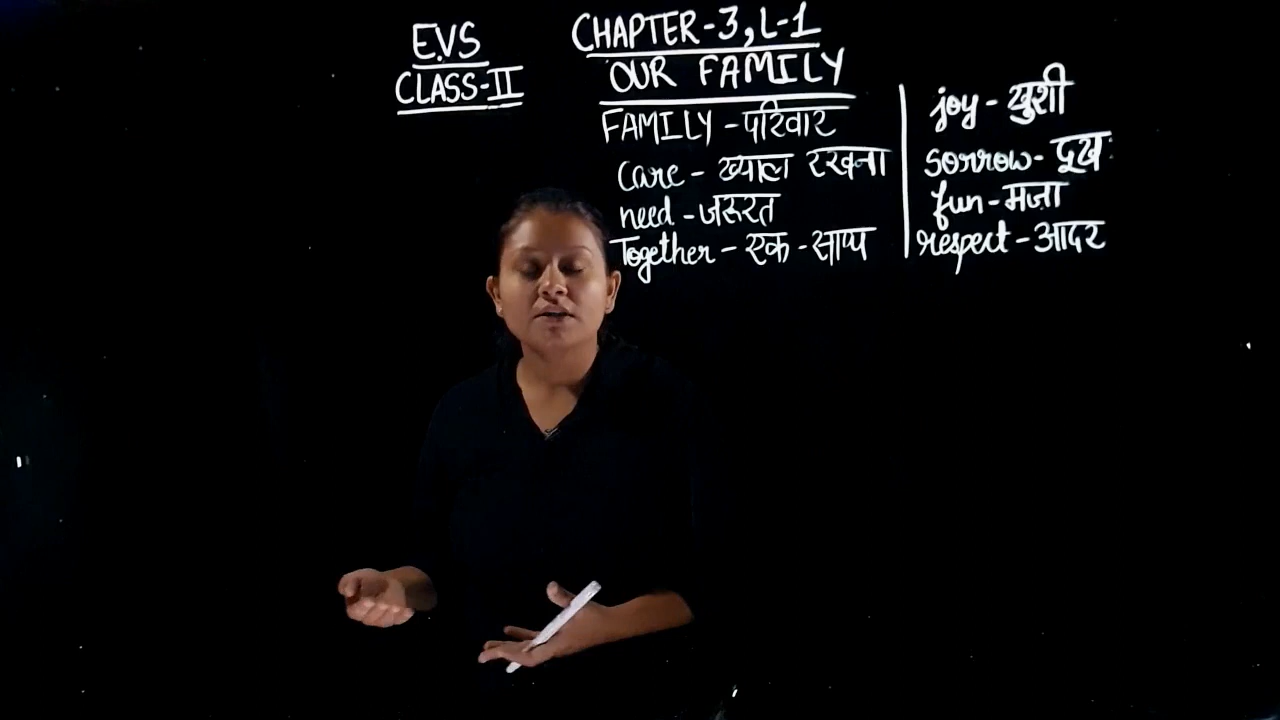 E.V.S
CLASS-II
CHAPTER-3, L-1
OUR FAMILY
FAMILY - परिवार
care - ख्याल रखना
need - जरूरत
Together - एक - साथ
joy - खुशी
sorrow - दूख
fun - मज़ा
respect - आदर